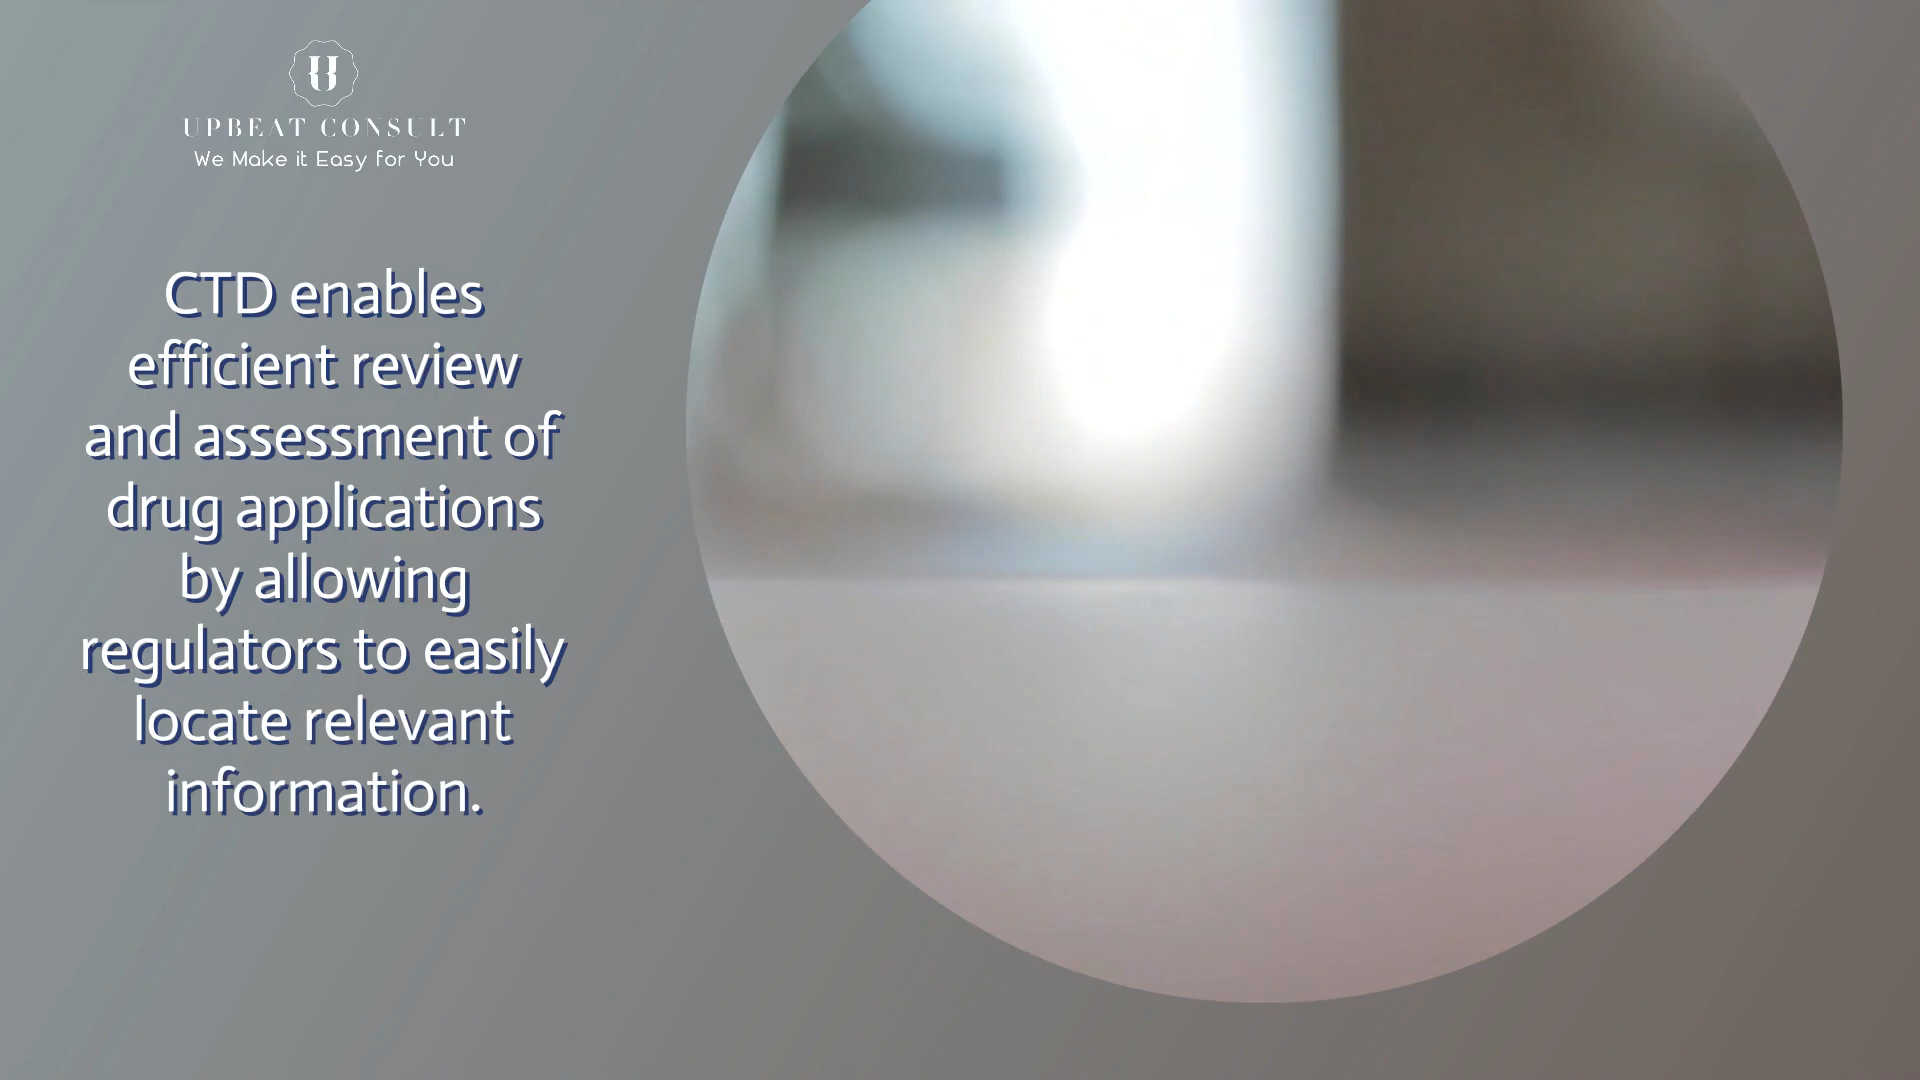 U
UPBEAT CONSULT
We Make it Easy for You
CTD enables
efficient review
and assessment of
drug applications
by allowing
regulators to easily
locate relevant
information.